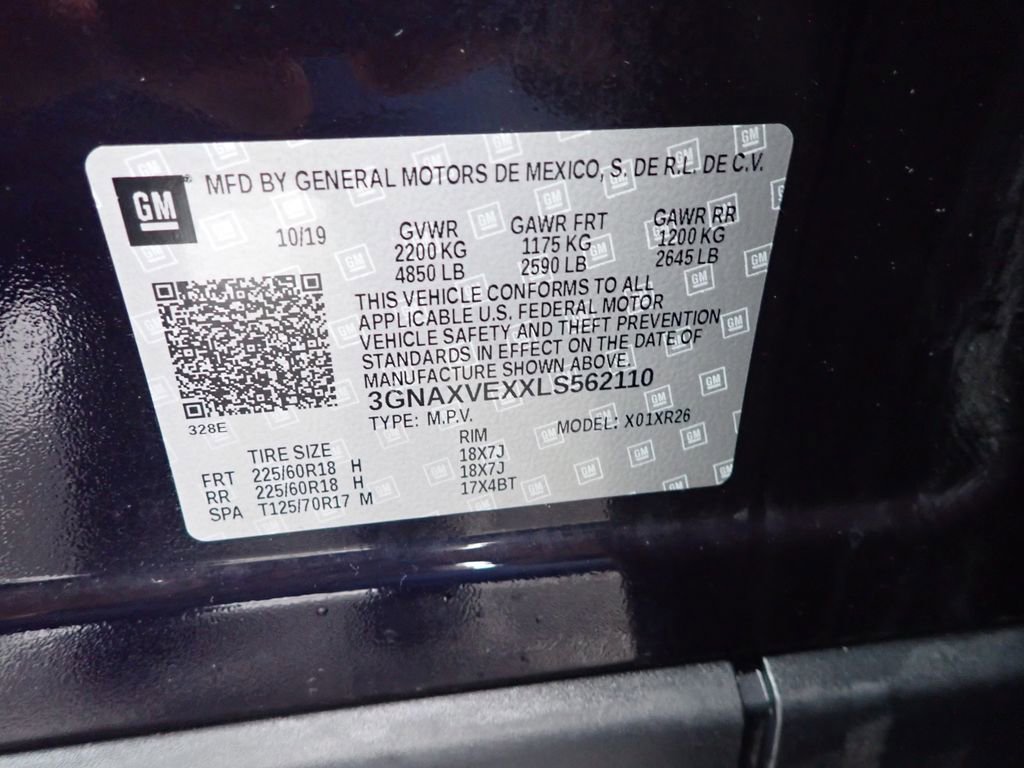 GM
MFD BY GENERAL MOTORS DE MEXICO, S. DE R.L. DE C.V.
10/19
GVWR GAWR FRT GAWR RR
2200 KG 1175 KG 1200 KG
4850 LB 2590 LB 2645 LB
THIS VEHICLE CONFORMS TO ALL
APPLICABLE U.S. FEDERAL MOTOR
VEHICLE SAFETY AND THEFT PREVENTION
STANDARDS IN EFFECT ON THE DATE OF
MANUFACTURE SHOWN ABOVE.
3GNAXVEXXLS562110
TYPE: M.P.V. MODEL: X01XR26
328E
TIRE SIZE RIM
FRT 225/60R18 H 18X7J
RR 225/60R18 H 18X7J
SPA T125/70R17 M 17X4BT